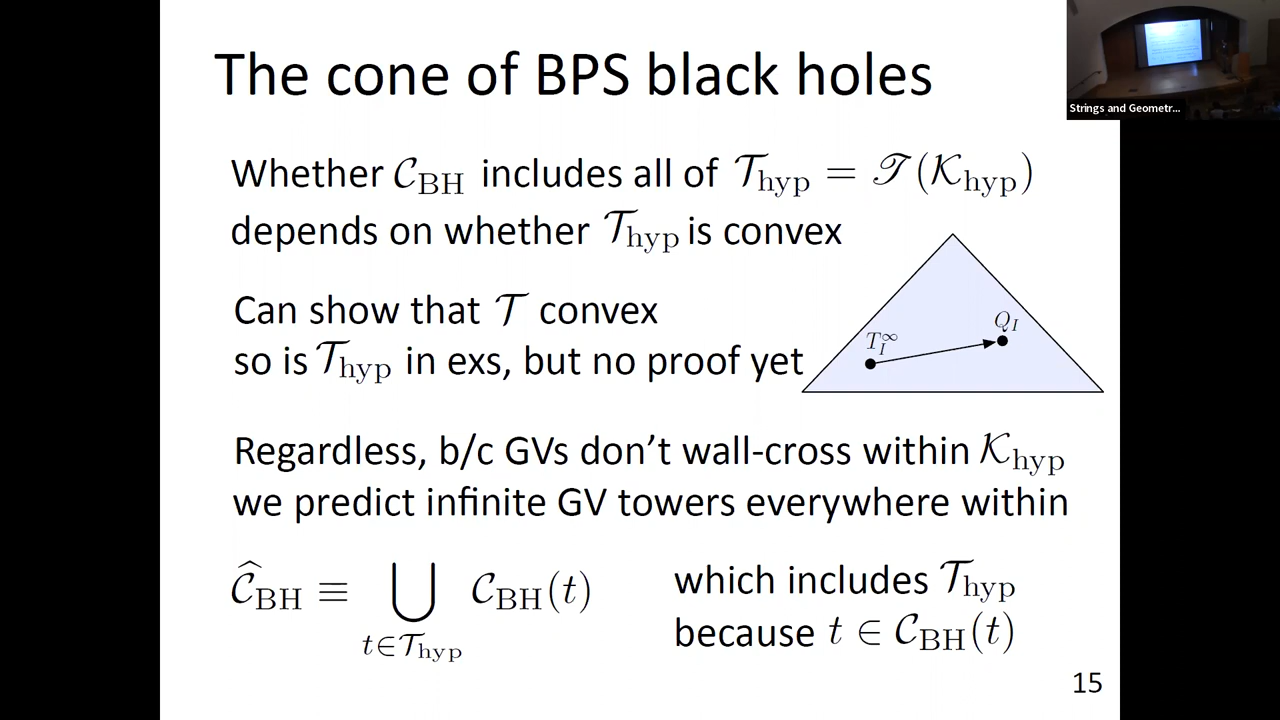 The cone of BPS black holes
Strings and Geometr...
Whether 𝒞_BH includes all of 𝒯_hyp = 𝒯(𝒦_hyp)
depends on whether 𝒯_hyp is convex
Can show that 𝒯 convex
so is 𝒯_hyp in exs, but no proof yet
T_I^∞
Q_I
Regardless, b/c GVs don’t wall-cross within 𝒦_hyp
we predict infinite GV towers everywhere within
𝒞̂_BH ≡ ⋃_{t∈𝒯_hyp} 𝒞_BH(t)
which includes 𝒯_hyp
because t ∈ 𝒞_BH(t)
15